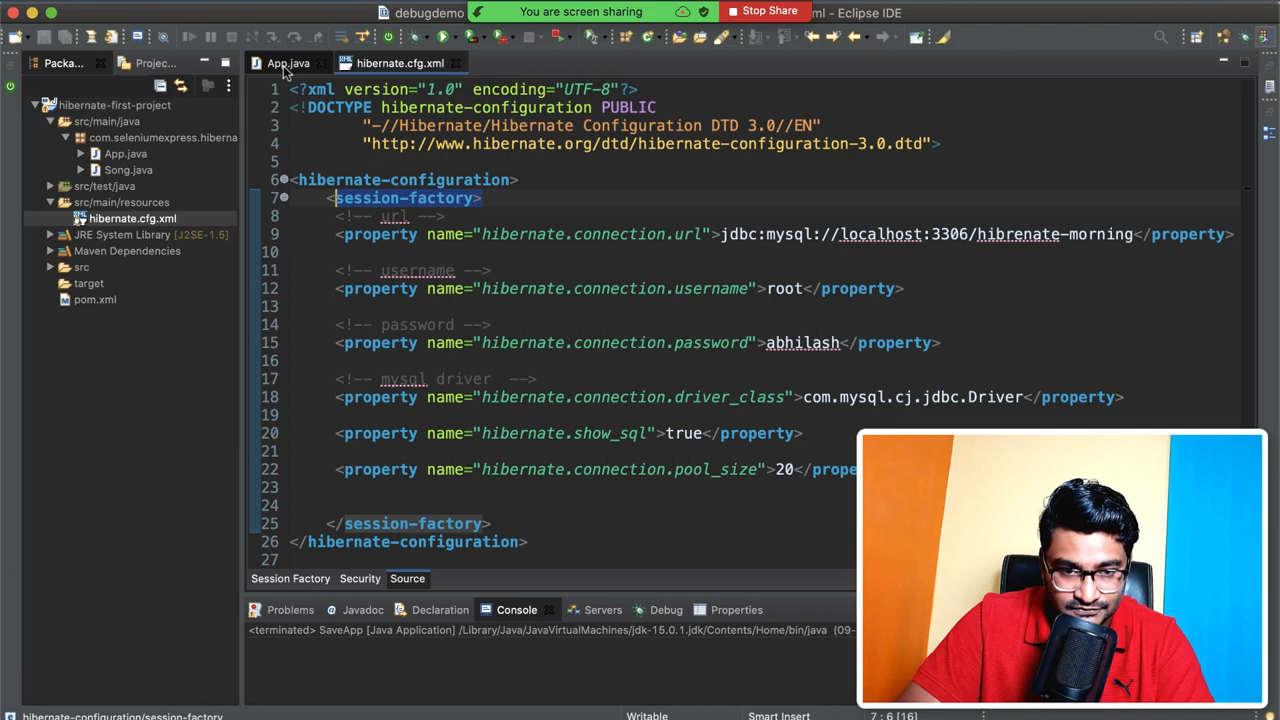 debugdemo
You are screen sharing
Stop Share
ml - Eclipse IDE
Packa...
Projec...
App.java
hibernate.cfg.xml
hibernate-first-project
src/main/java
com.seleniumexpress.hiberna
App.java
Song.java
src/test/java
src/main/resources
hibernate.cfg.xml
JRE System Library [J2SE-1.5]
Maven Dependencies
src
target
pom.xml
1 <?xml version="1.0" encoding="UTF-8"?>
2 <!DOCTYPE hibernate-configuration PUBLIC
3 "-//Hibernate/Hibernate Configuration DTD 3.0//EN"
4 "http://www.hibernate.org/dtd/hibernate-configuration-3.0.dtd">
5
6 <hibernate-configuration>
7 <session-factory>
8 <!-- url -->
9 <property name="hibernate.connection.url">jdbc:mysql://localhost:3306/hibrenate-morning</property>
10
11 <!-- username -->
12 <property name="hibernate.connection.username">root</property>
13
14 <!-- password -->
15 <property name="hibernate.connection.password">abhilash</property>
16
17 <!-- mysql driver -->
18 <property name="hibernate.connection.driver_class">com.mysql.cj.jdbc.Driver</property>
19
20 <property name="hibernate.show_sql">true</property>
21
22 <property name="hibernate.connection.pool_size">20</prope
23
24
25 </session-factory>
26 </hibernate-configuration>
27
Session Factory Security Source
Problems Javadoc Declaration Console Servers Debug Properties
<terminated> SaveApp [Java Application] /Library/Java/JavaVirtualMachines/jdk-15.0.1.jdk/Contents/Home/bin/java (09-
hibernate-configuration/session-factory
Writable
Smart Insert
7 : 6 [16]